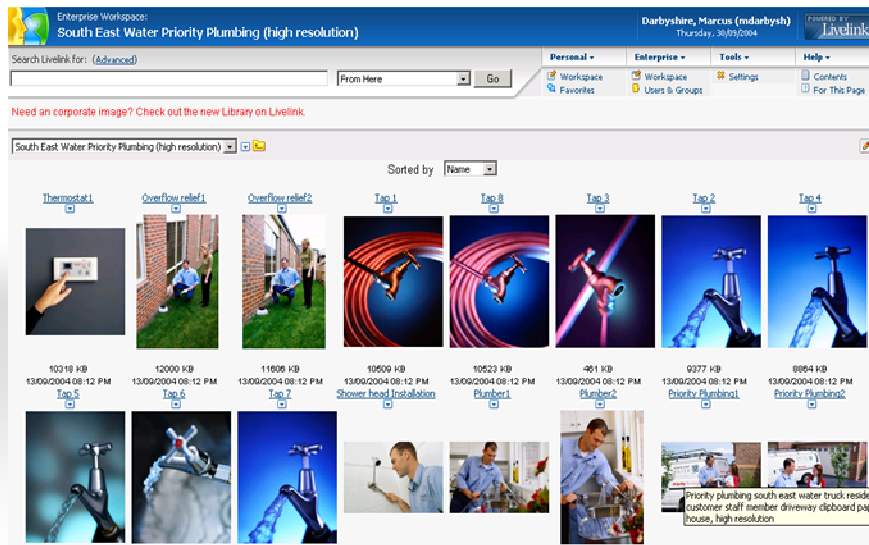 Enterprise Workspace:
South East Water Priority Plumbing (high resolution)
Darbyshire, Marcus (mdarbysh)
Thursday, 30/09/2004
POWERED BY
Livelink
Search Livelink for: (Advanced)
From Here
Go
Personal
Enterprise
Tools
Help
Workspace
Workspace
Settings
Contents
Favorites
Users & Groups
For This Page
Need an corporate image? Check out the new Library on Livelink.
South East Water Priority Plumbing (high resolution)
Sorted by Name
Thermostat1
Overflow relief1
Overflow relief2
Tap 1
Tap 8
Tap 3
Tap 2
Tap 4
10318 KB
12000 KB
11606 KB
10509 KB
10523 KB
461 KB
9377 KB
8864 KB
13/09/2004 08:12 PM
13/09/2004 08:12 PM
13/09/2004 08:12 PM
13/09/2004 08:12 PM
13/09/2004 08:12 PM
13/09/2004 08:12 PM
13/09/2004 08:12 PM
13/09/2004 08:12 PM
Tap 5
Tap 6
Tap 7
Shower head Installation
Plumber1
Plumber2
Priority Plumbing1
Priority Plumbing2
Priority plumbing south east water truck reside
customer staff member driveway clipboard pap
house, high resolution